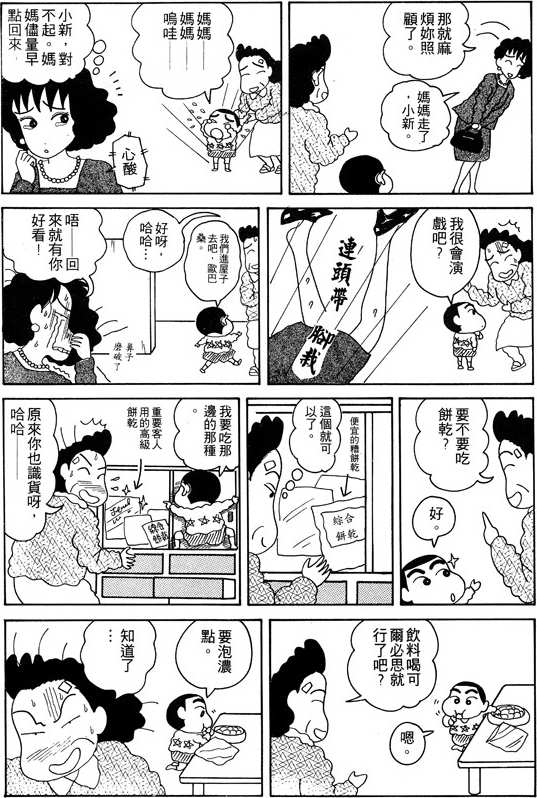 那就麻
煩妳照
顧了。
媽媽走了
，小新。
媽媽……
媽媽……
嗚哇……
小新，對
不起。媽
媽儘量早
點回來…
心酸
我很會演
戲吧？
連頭帶
腳栽
我們進屋子
去吧，歐巴
桑。
好呀，
哈哈…
唔—回
來就有你
好看！
鼻子
磨破了
要不要吃
餅乾？
好。
便宜的糟餅乾
這個就可
以了。
綜合
餅乾
我要吃那
邊的那種
。
重要客人
用的高級
餅乾
綜合
餅乾
原來你也
識貨呀，
哈哈——
飲料喝可
爾必思就
行了吧？
嗯。
要泡濃
點。
知道了
…